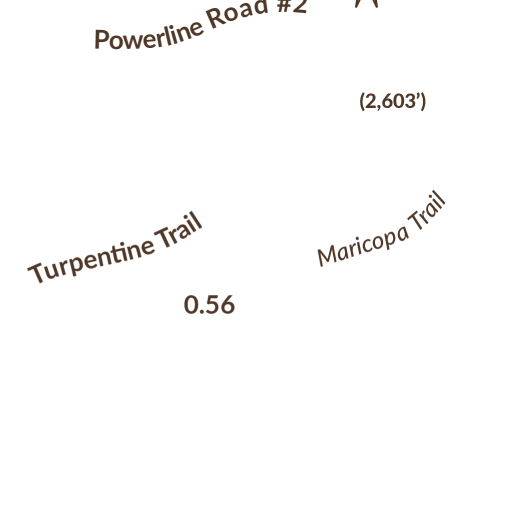 Powerline Road #2
(2,603’)
Turpentine Trail
Maricopa Trail
0.56